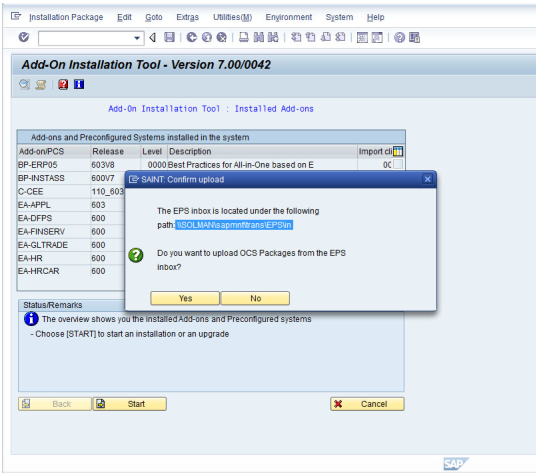 Installation Package Edit Goto Extras Utilities(M) Environment System Help
Add-On Installation Tool - Version 7.00/0042
Add-On Installation Tool : Installed Add-ons
Add-ons and Preconfigured Systems installed in the system
Add-on/PCS Release Level Description Import cli
BP-ERP05 603V8 0000 Best Practices for All-in-One based on E 00
BP-INSTASS 600V7
C-CEE 110_603
EA-APPL 603
EA-DFPS 600
EA-FINSERV 600
EA-GLTRADE 600
EA-HR 600
EA-HRCAR 600
SAINT: Confirm upload
The EPS inbox is located under the following
path: \\SOLMAN\sapmnt\trans\EPS\in
Do you want to upload OCS Packages from the EPS
inbox?
Yes No
Status/Remarks
The overview shows you the installed Add-ons and Preconfigured systems
- Choose [START] to start an installation or an upgrade
Back Start Cancel
SAP